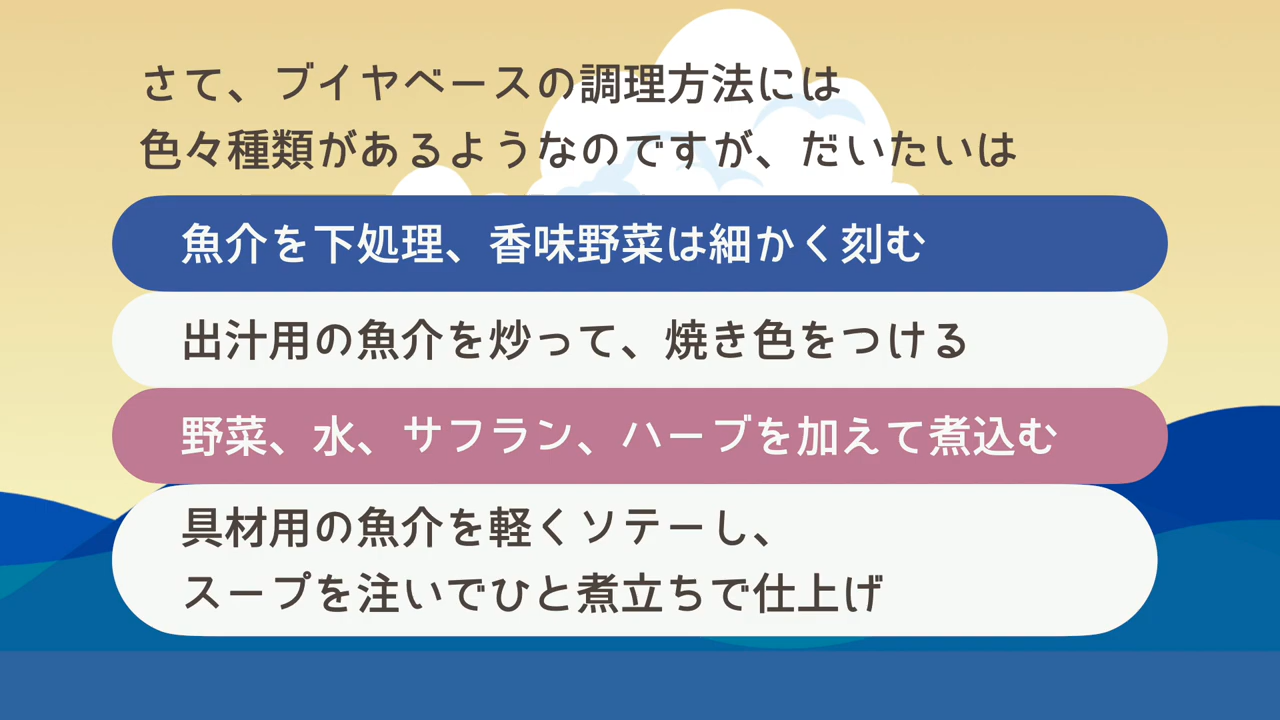 さて、ブイヤベースの調理方法には
色々種類があるようなのですが、だいたいは
魚介を下処理、香味野菜は細かく刻む
出汁用の魚介を炒って、焼き色をつける
野菜、水、サフラン、ハーブを加えて煮込む
具材用の魚介を軽くソテーし、
スープを注いでひと煮立ちで仕上げ